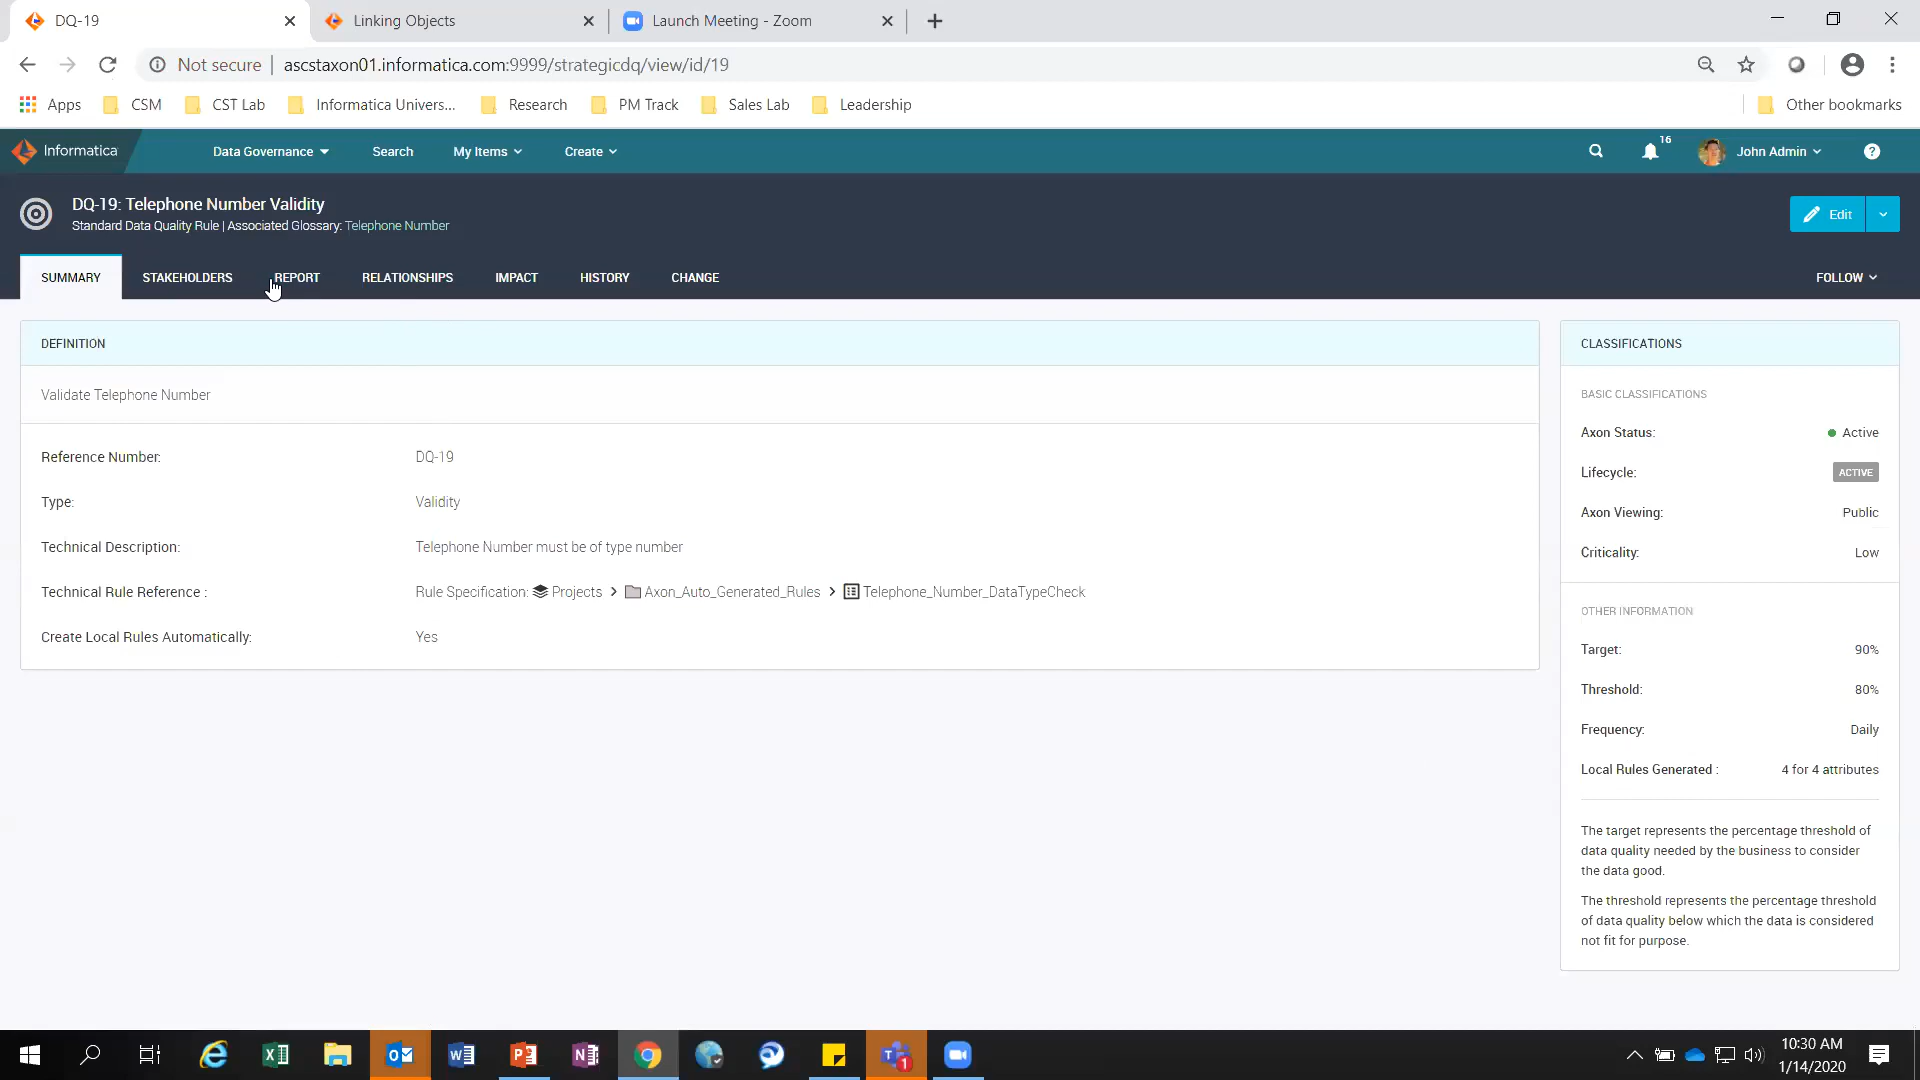 DQ-19
Linking Objects
Launch Meeting - Zoom
Not secure
ascstaxon01.informatica.com:9999/strategicdq/view/id/19
Apps
CSM
CST Lab
Informatica Univers...
Research
PM Track
Sales Lab
Leadership
Other bookmarks
Informatica
Data Governance
Search
My Items
Create
16
John Admin
?
DQ-19: Telephone Number Validity
Standard Data Quality Rule | Associated Glossary: Telephone Number
Edit
SUMMARY
STAKEHOLDERS
REPORT
RELATIONSHIPS
IMPACT
HISTORY
CHANGE
FOLLOW
DEFINITION
Validate Telephone Number
Reference Number: DQ-19
Type: Validity
Technical Description: Telephone Number must be of type number
Technical Rule Reference : Rule Specification: Projects > Axon_Auto_Generated_Rules > Telephone_Number_DataTypeCheck
Create Local Rules Automatically: Yes
CLASSIFICATIONS
BASIC CLASSIFICATIONS
Axon Status: Active
Lifecycle: ACTIVE
Axon Viewing: Public
Criticality: Low
OTHER INFORMATION
Target: 90%
Threshold: 80%
Frequency: Daily
Local Rules Generated : 4 for 4 attributes
The target represents the percentage threshold of
data quality needed by the business to consider
the data good.
The threshold represents the percentage threshold
of data quality below which the data is considered
not fit for purpose.
1
10:30 AM
1/14/2020